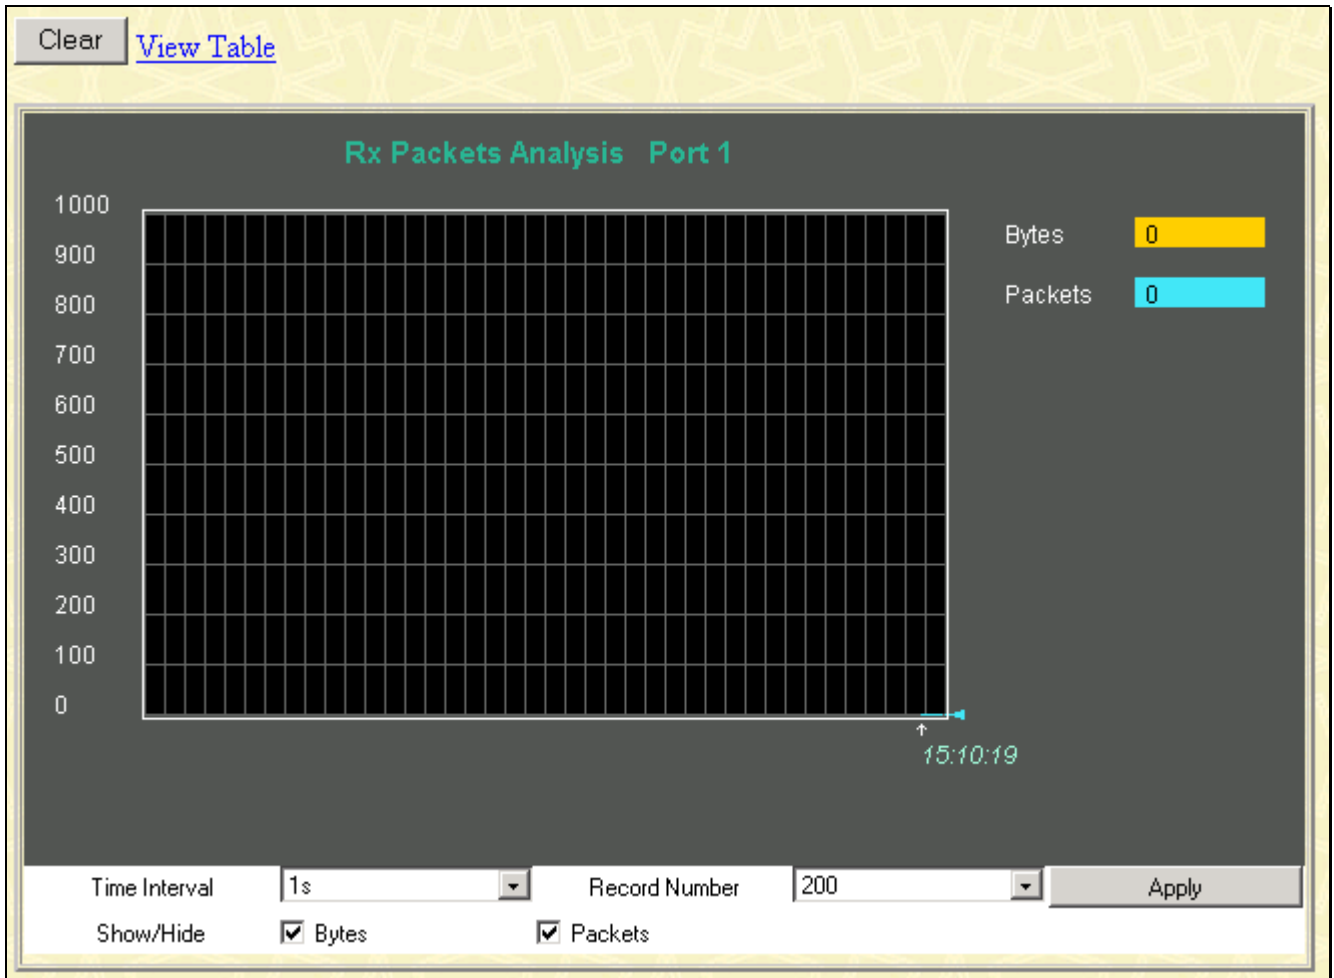 Clear View Table
Rx Packets Analysis Port 1
1000
900
800
700
600
500
400
300
200
100
0
Bytes 0
Packets 0
15:10:19
Time Interval 1s Record Number 200 Apply
Show/Hide Bytes Packets